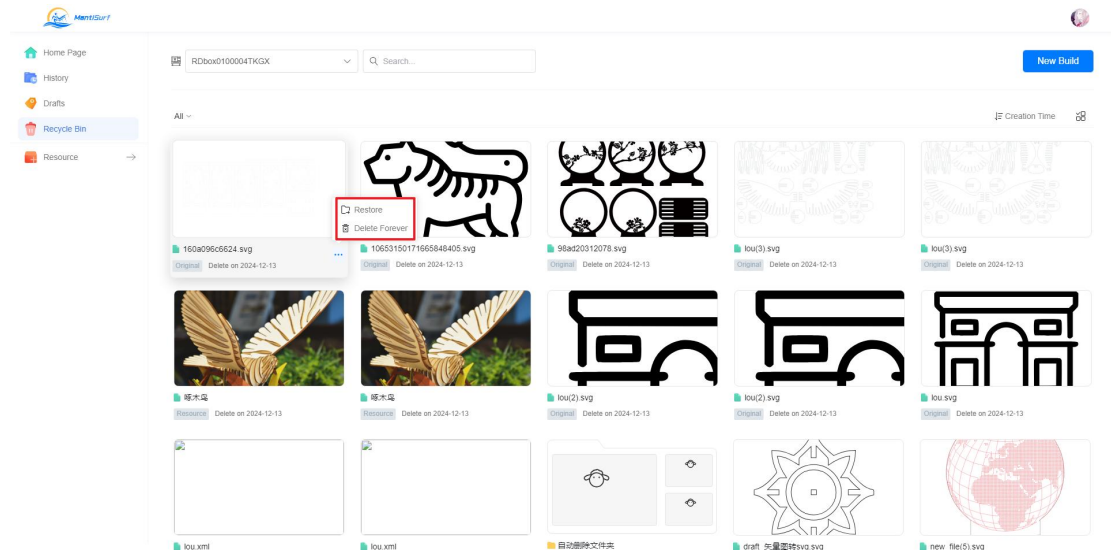 MantiSurf
Home Page
History
Drafts
Recycle Bin
Resource
RDbox0100004TKGX
Search...
New Build
All
Creation Time
Restore
Delete Forever
160a096c6624.svg
Original Delete on 2024-12-13
10653150171665848405.svg
Original Delete on 2024-12-13
98ad20312078.svg
Original Delete on 2024-12-13
lou(3).svg
Original Delete on 2024-12-13
lou(3).svg
Original Delete on 2024-12-13
啄木鸟
Resource Delete on 2024-12-13
啄木鸟
Resource Delete on 2024-12-13
lou(2).svg
Original Delete on 2024-12-13
lou(2).svg
Original Delete on 2024-12-13
lou.svg
Original Delete on 2024-12-13
lou.xml
lou.xml
自动删除文件夹
draft_矢量图转svg.svg
new_file(5).svg